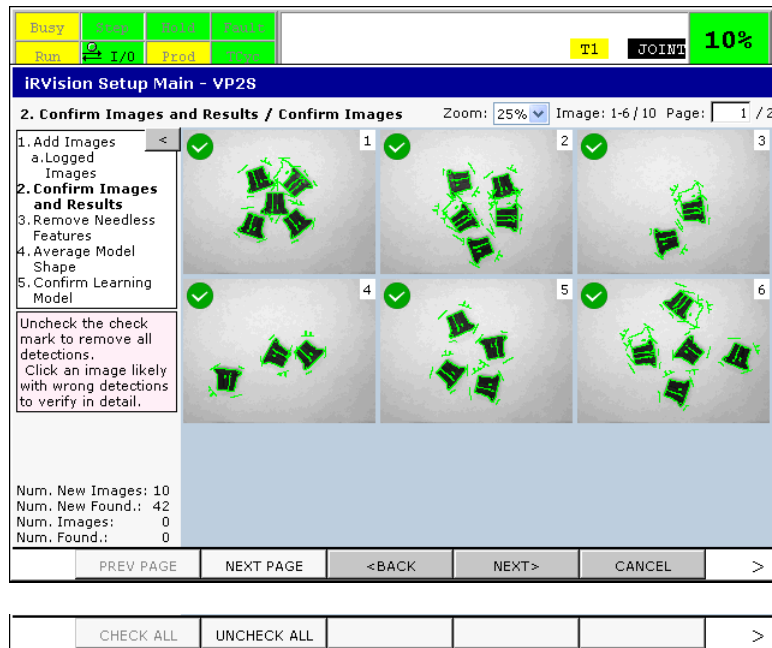 Busy Step Hold Fault
Run I/O Prod TCyc
T1 JOINT 10%
iRVision Setup Main - VP2S
2. Confirm Images and Results / Confirm Images Zoom: 25% Image: 1-6 / 10 Page: 1 / 2
1. Add Images <
a.Logged
Images
2. Confirm Images
and Results
3. Remove Needless
Features
4. Average Model
Shape
5. Confirm Learning
Model
Uncheck the check
mark to remove all
detections.
Click an image likely
with wrong detections
to verify in detail.
1 2 3
4 5 6
Num. New Images: 10
Num. New Found.: 42
Num. Images: 0
Num. Found.: 0
PREV PAGE NEXT PAGE <BACK NEXT> CANCEL >
CHECK ALL UNCHECK ALL >